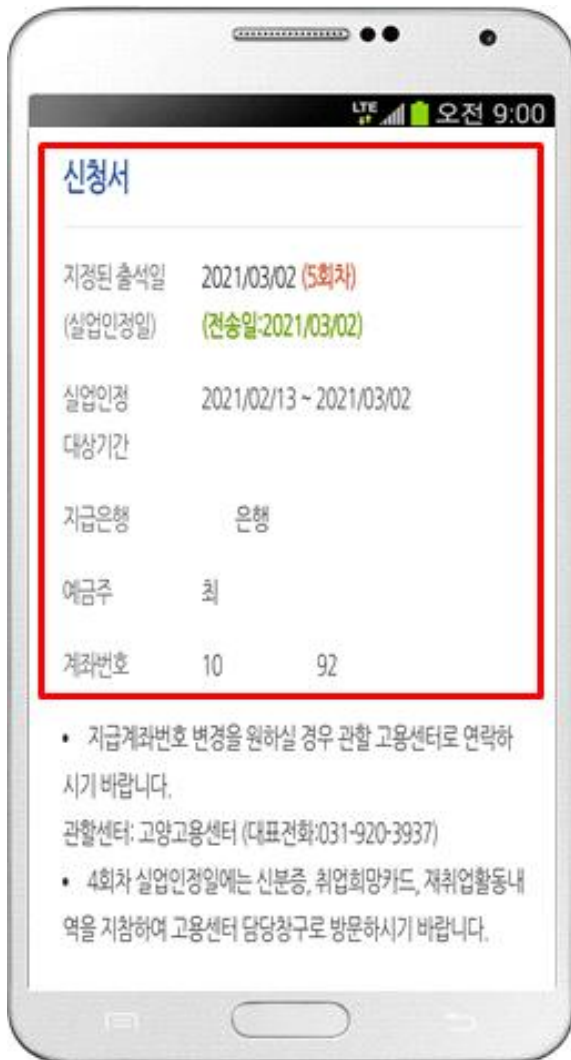 LTE 오전 9:00
신청서
지정된 출석일 2021/03/02 (5회차)
(실업인정일) (전송일:2021/03/02)
실업인정 2021/02/13 ~ 2021/03/02
대상기간
지급은행 은행
예금주 최
계좌번호 10 92
• 지급계좌번호 변경을 원하실 경우 관할 고용센터로 연락하
시기 바랍니다.
관할센터: 고양고용센터 (대표전화:031-920-3937)
• 4회차 실업인정일에는 신분증, 취업희망카드, 재취업활동내
역을 지참하여 고용센터 담당창구로 방문하시기 바랍니다.